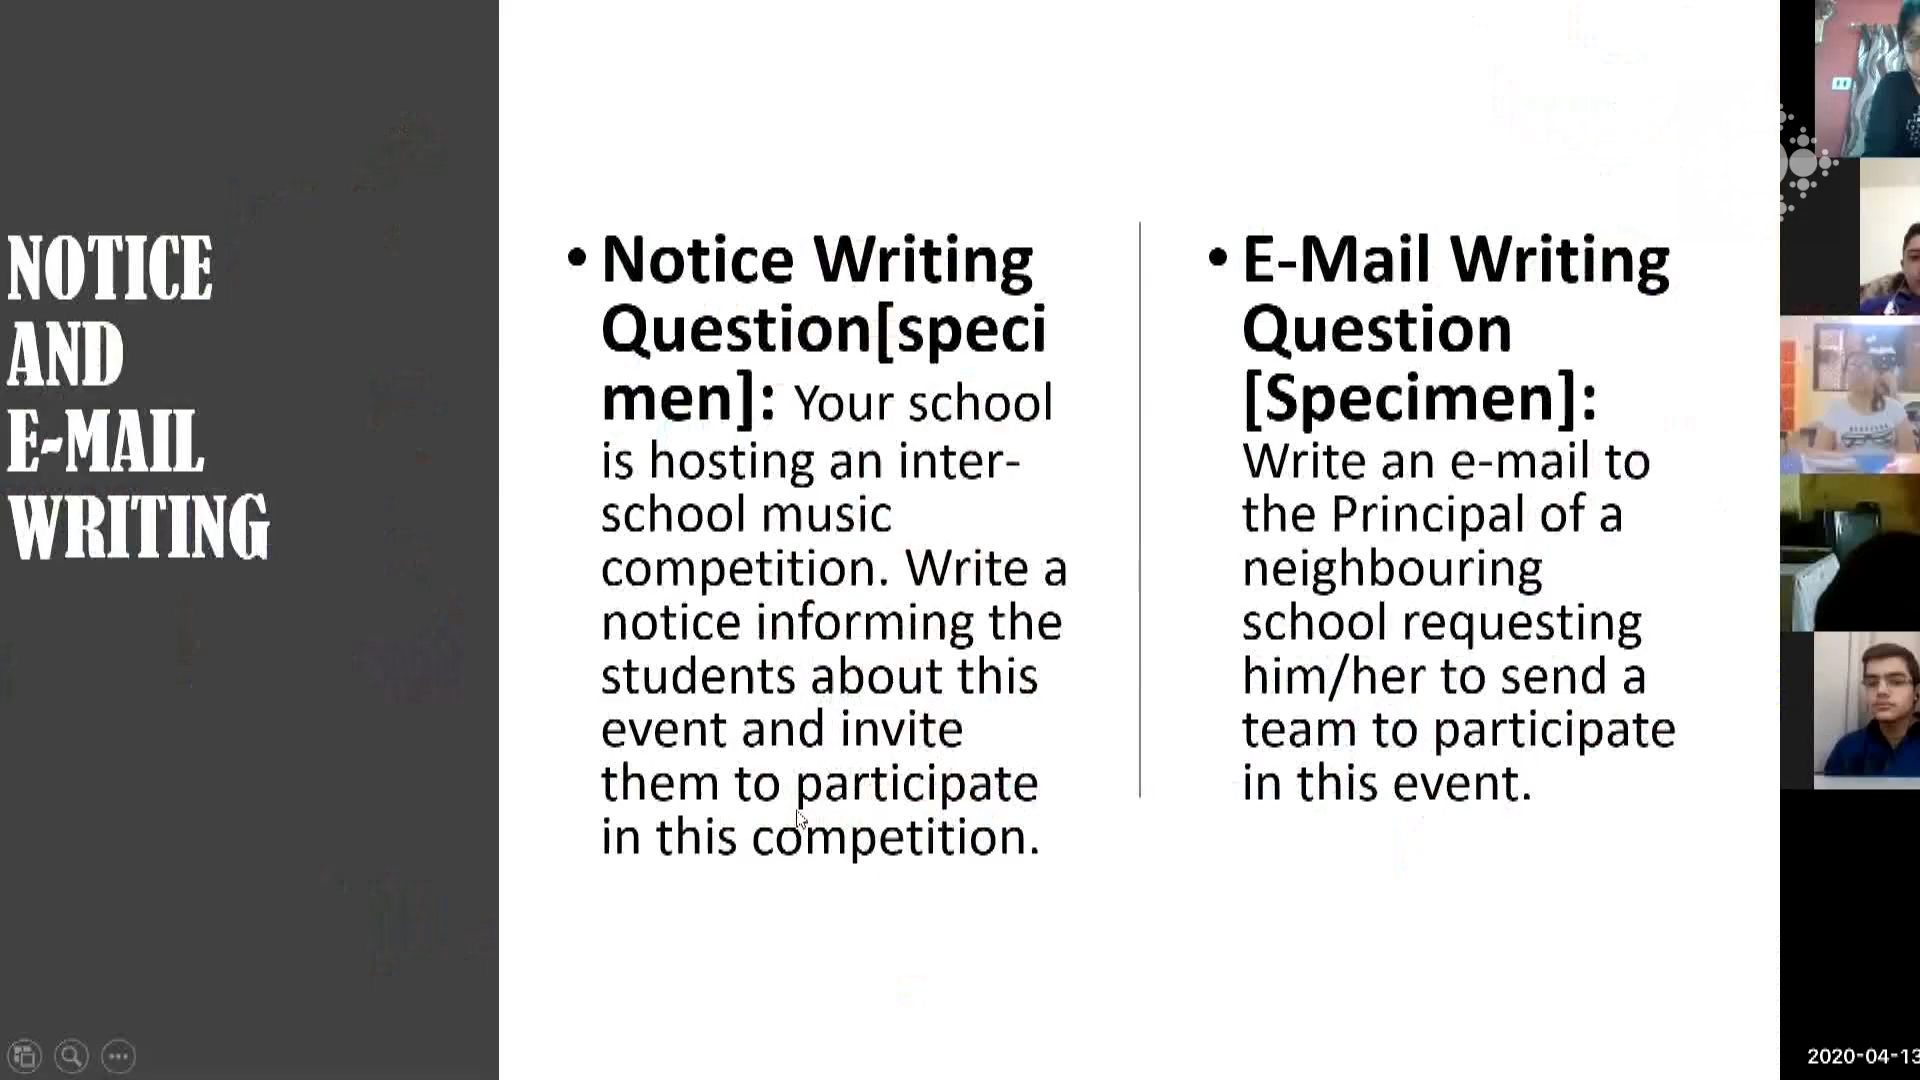 NOTICE
AND
E-MAIL
WRITING
• Notice Writing
Question[speci
men]: Your school
is hosting an inter-
school music
competition. Write a
notice informing the
students about this
event and invite
them to participate
in this competition.
• E-Mail Writing
Question
[Specimen]:
Write an e-mail to
the Principal of a
neighbouring
school requesting
him/her to send a
team to participate
in this event.
2020-04-13